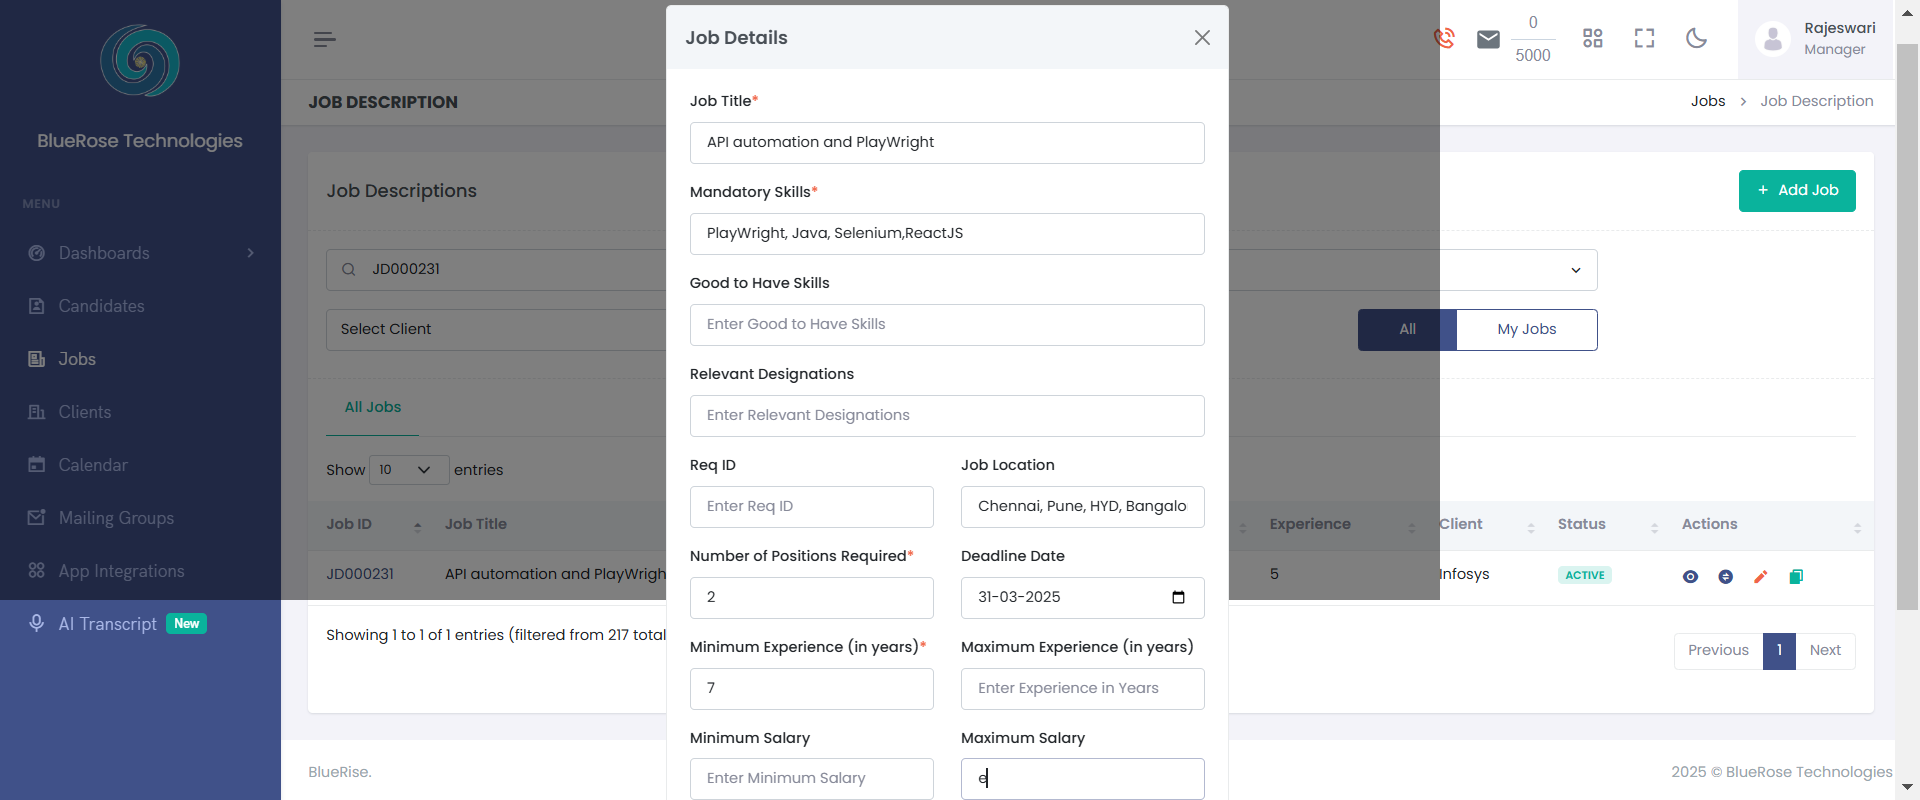 BlueRose Technologies
MENU
Dashboards
Candidates
Jobs
Clients
Calendar
Mailing Groups
App Integrations
AI Transcript New
0
5000
Rajeswari
Manager
JOB DESCRIPTION
Jobs > Job Description
Job Descriptions
+ Add Job
JD000231
Select Client
All
My Jobs
All Jobs
Show 10 entries
Job ID
Job Title
Experience
Client
Status
Actions
JD000231
API automation and PlayWrigh
5
Infosys
ACTIVE
Showing 1 to 1 of 1 entries (filtered from 217 total
Previous 1 Next
BlueRise.
2025 © BlueRose Technologies
Job Details
Job Title*
API automation and PlayWright
Mandatory Skills*
PlayWright, Java, Selenium,ReactJS
Good to Have Skills
Enter Good to Have Skills
Relevant Designations
Enter Relevant Designations
Req ID
Job Location
Enter Req ID
Chennai, Pune, HYD, Bangalo
Number of Positions Required*
Deadline Date
2
31-03-2025
Minimum Experience (in years)*
Maximum Experience (in years)
7
Enter Experience in Years
Minimum Salary
Maximum Salary
Enter Minimum Salary
e